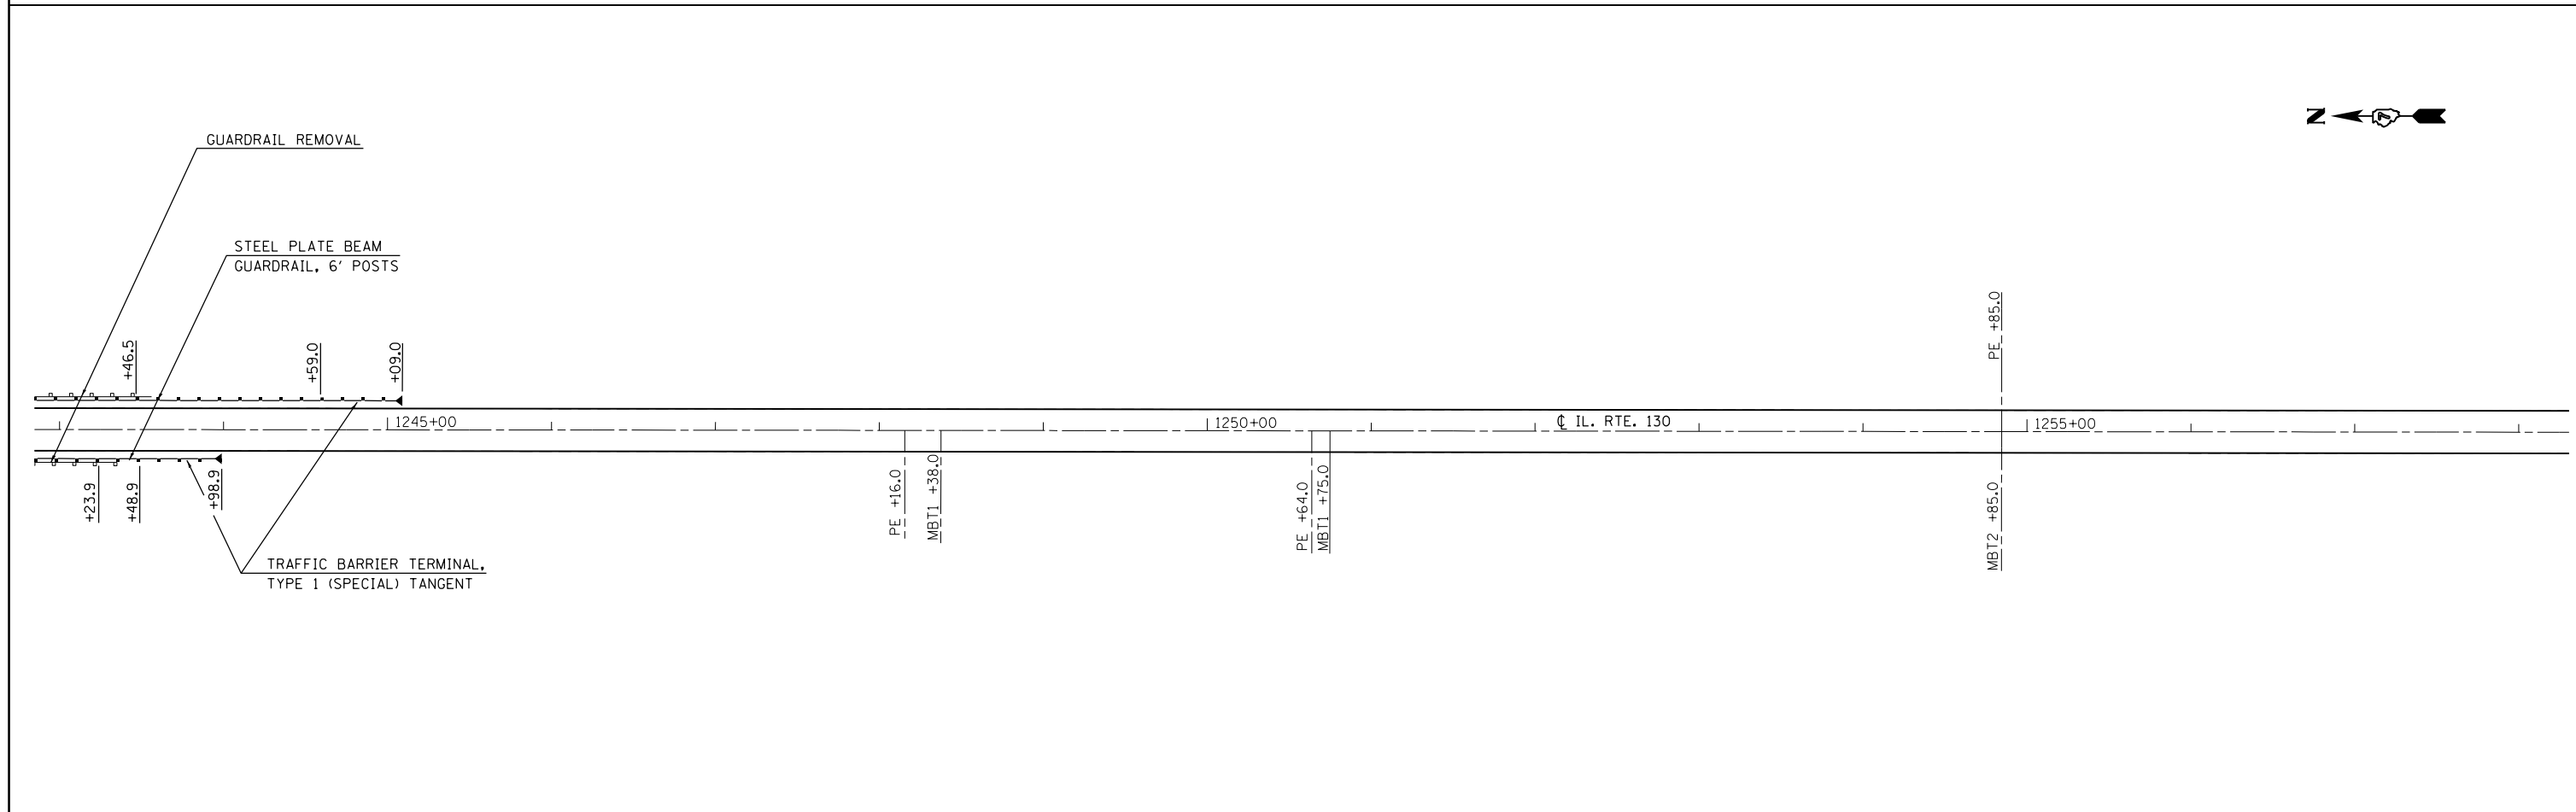 N
GUARDRAIL REMOVAL
STEEL PLATE BEAM
GUARDRAIL, 6' POSTS
+46.5
+59.0
+09.0
PE +85.0
1245+00
1250+00
℄ IL. RTE. 130
1255+00
+23.9
+48.9
+98.9
PE +16.0
MBT1 +38.0
PE +64.0
MBT1 +75.0
MBT2 +85.0
TRAFFIC BARRIER TERMINAL,
TYPE 1 (SPECIAL) TANGENT